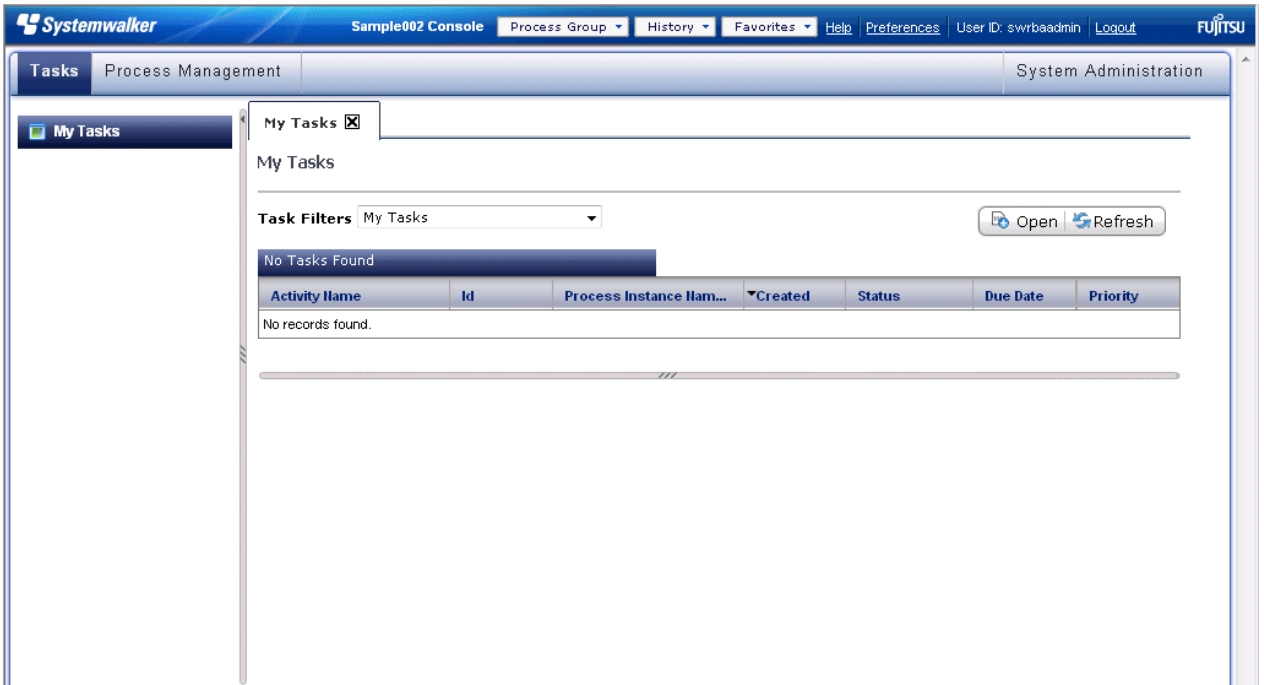 Systemwalker Sample002 Console Process Group History Favorites Help Preferences User ID: swrbaadmin Logout FUJITSU
Tasks Process Management System Administration
My Tasks
My Tasks
My Tasks
Task Filters My Tasks Open Refresh
No Tasks Found
Activity Name Id Process Instance Nam... Created Status Due Date Priority
No records found.